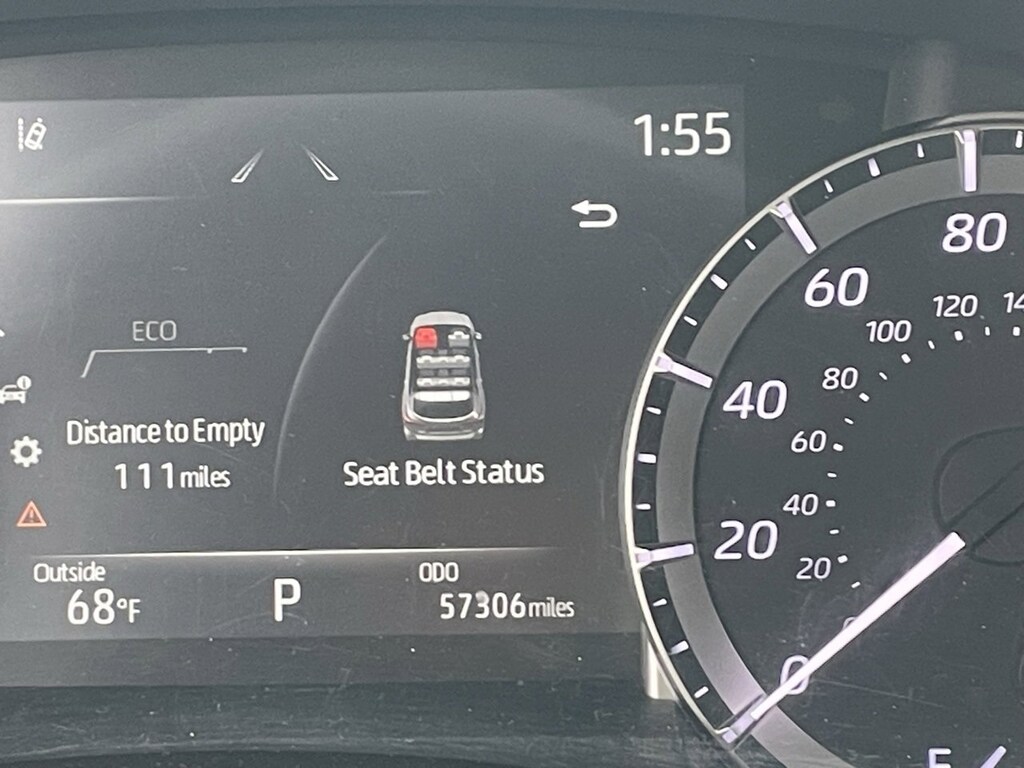 1:55
ECO
Distance to Empty
111 miles
Seat Belt Status
Outside
68°F
P
ODO
57306 miles
80
60
40
20
0
120
100
80
60
40
20